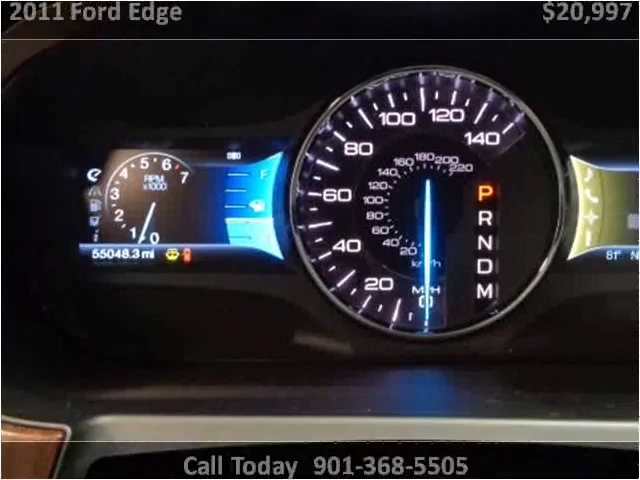 2011 Ford Edge $20,997
100 120
80 140
60
40
20
MPH
0
180
160 200
140 220
120
100
80
60
40
20
km/h
P
R
N
D
M
5 6
4 7
3
2
1 0
RPM
x1000
F
55048.3 mi
81° N
Call Today 901-368-5505